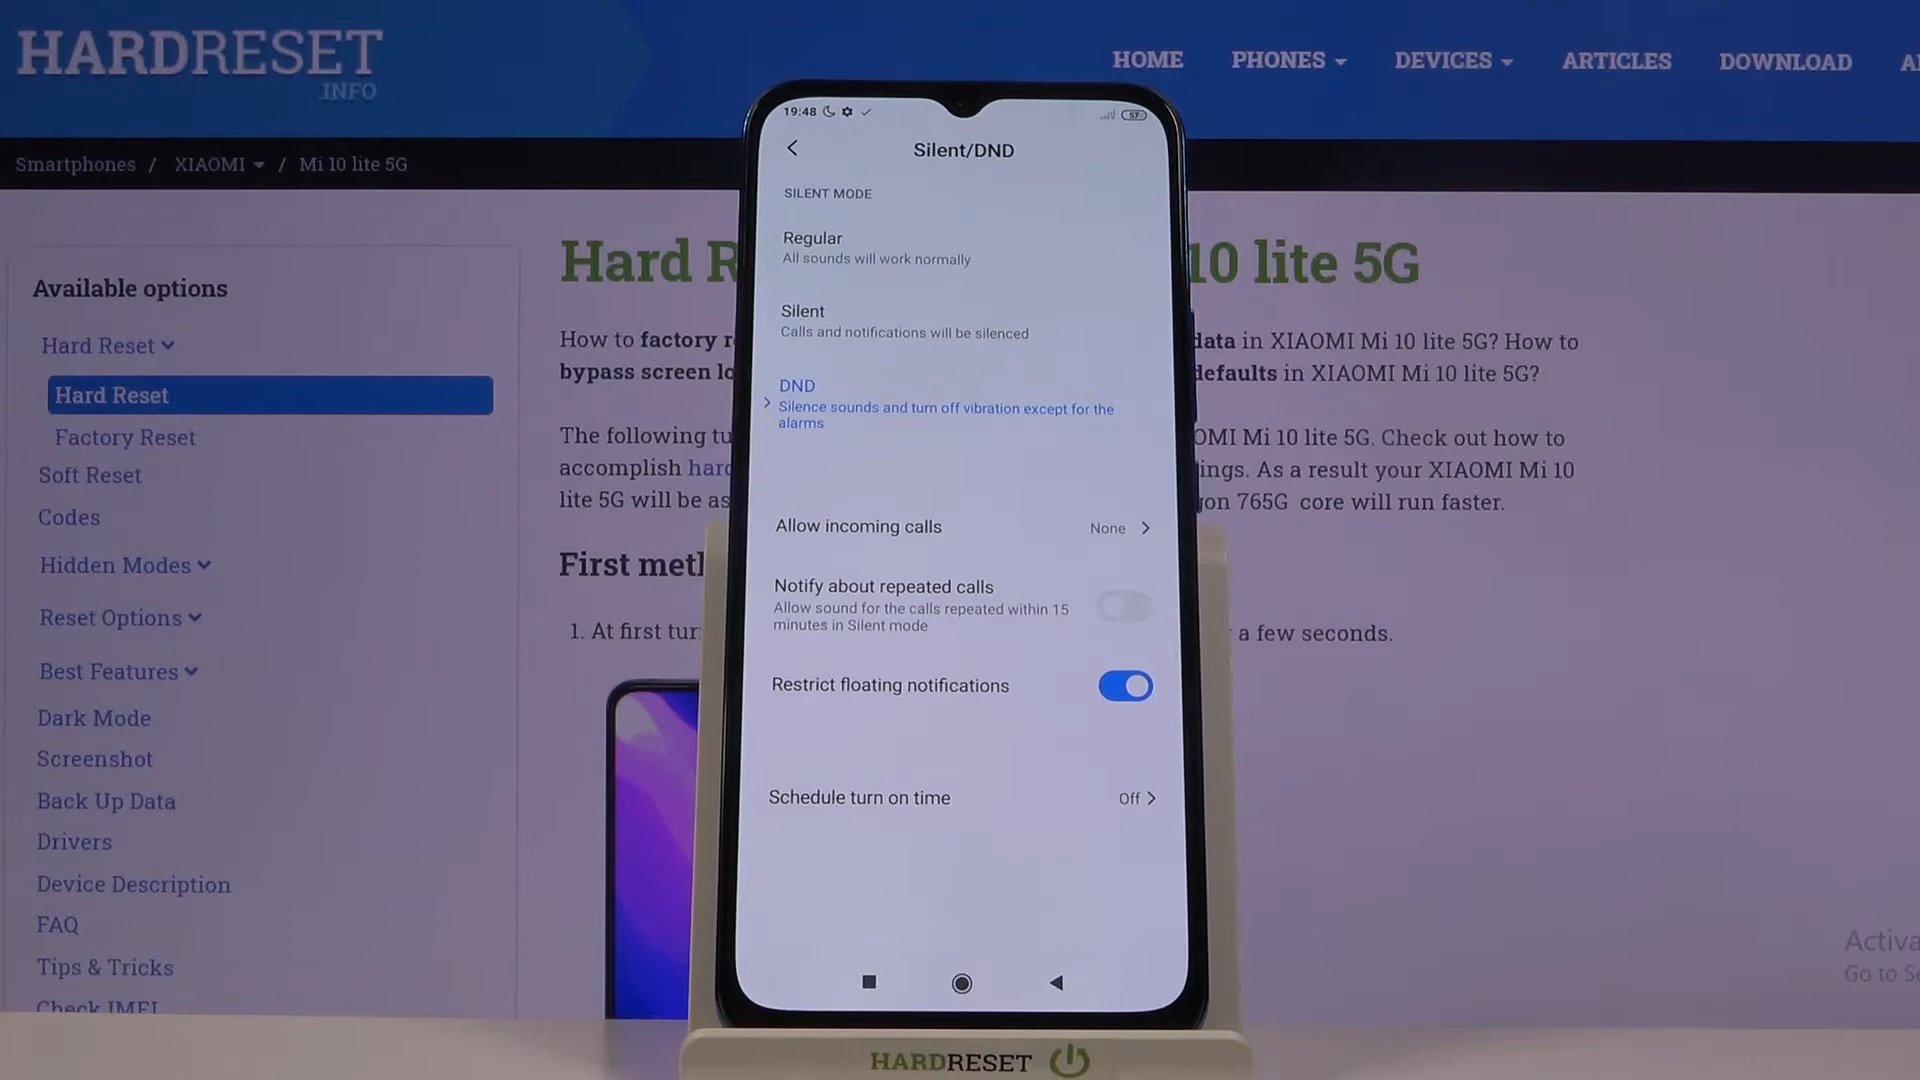 HARDRESET
.INFO
HOME PHONES DEVICES ARTICLES DOWNLOAD
Smartphones / XIAOMI / Mi 10 lite 5G
Available options
Hard Reset
Hard Reset
Factory Reset
Soft Reset
Codes
Hidden Modes
Reset Options
Best Features
Dark Mode
Screenshot
Back Up Data
Drivers
Device Description
FAQ
Tips & Tricks
Check IMEI
Hard R 10 lite 5G
How to factory r data in XIAOMI Mi 10 lite 5G? How to
bypass screen lo defaults in XIAOMI Mi 10 lite 5G?
The following tu OMI Mi 10 lite 5G. Check out how to
accomplish hard ings. As a result your XIAOMI Mi 10
lite 5G will be as on 765G core will run faster.
First meth
1. At first tur a few seconds.
19:48
57
Silent/DND
SILENT MODE
Regular
All sounds will work normally
Silent
Calls and notifications will be silenced
DND
Silence sounds and turn off vibration except for the
alarms
Allow incoming calls None
Notify about repeated calls
Allow sound for the calls repeated within 15
minutes in Silent mode
Restrict floating notifications
Schedule turn on time Off
Activa
Go to Se
HARDRESET